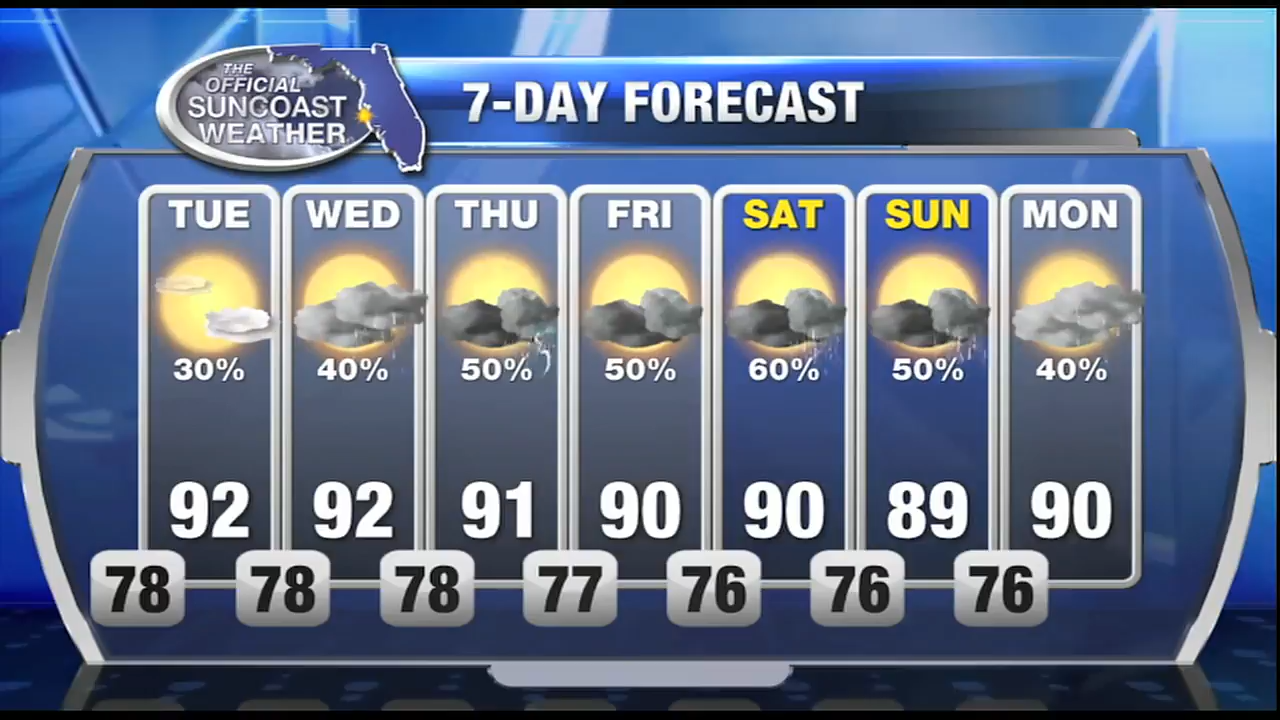 THE
OFFICIAL
SUNCOAST
WEATHER
7-DAY FORECAST
TUE WED THU FRI SAT SUN MON
30% 40% 50% 50% 60% 50% 40%
92 92 91 90 90 89 90
78 78 78 77 76 76 76